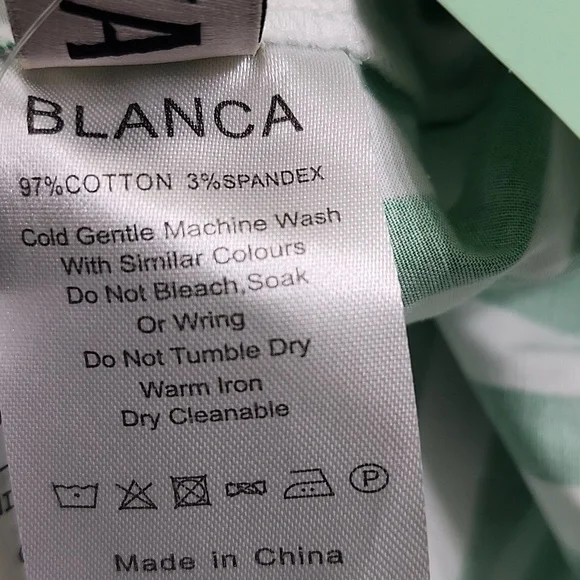 BLANCA
97%COTTON 3%SPANDEX
Cold Gentle Machine Wash
With Similar Colours
Do Not Bleach,Soak
Or Wring
Do Not Tumble Dry
Warm Iron
Dry Cleanable
P
Made in China